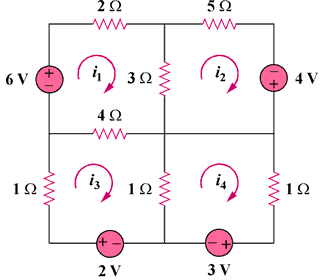 2 Ω 5 Ω
+ −
6 V i₁ 3 Ω i₂ 4 V
− +
4 Ω
1 Ω i₃ 1 Ω i₄ 1 Ω
+ − − +
2 V 3 V